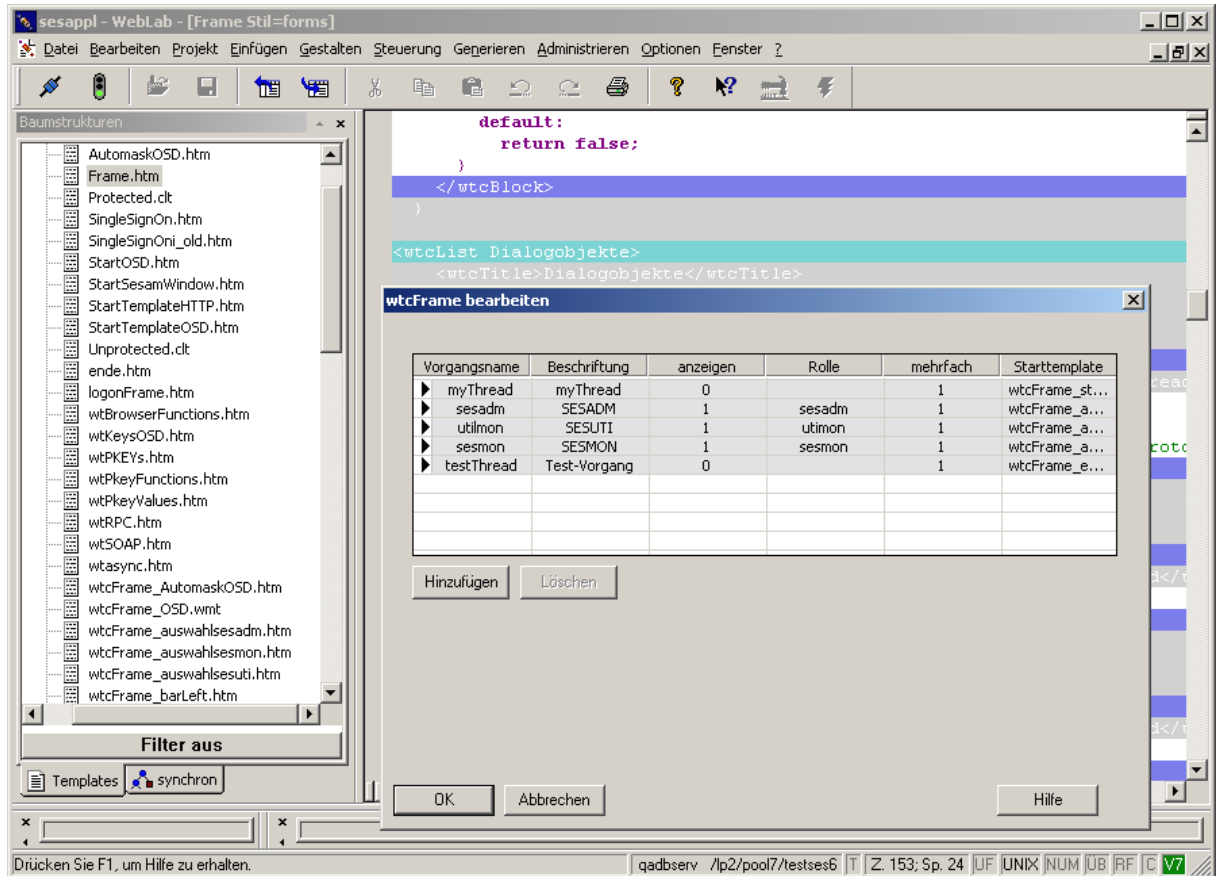 sesappl - WebLab - [Frame Stil=forms]
Datei Bearbeiten Projekt Einfügen Gestalten Steuerung Generieren Administrieren Optionen Fenster ?
Baumstrukturen
AutomaskOSD.htm
Frame.htm
Protected.clt
SingleSignOn.htm
SingleSignOni_old.htm
StartOSD.htm
StartSesamWindow.htm
StartTemplateHTTP.htm
StartTemplateOSD.htm
Unprotected.clt
ende.htm
logonFrame.htm
wtBrowserFunctions.htm
wtKeysOSD.htm
wtPKEYs.htm
wtPkeyFunctions.htm
wtPkeyValues.htm
wtRPC.htm
wtSOAP.htm
wtasync.htm
wtcFrame_AutomaskOSD.htm
wtcFrame_OSD.wmt
wtcFrame_auswahlsesadm.htm
wtcFrame_auswahlsesmon.htm
wtcFrame_auswahlsesuti.htm
wtcFrame_barLeft.htm
Filter aus
Templates synchron
default:
return false;
}
</wtcBlock>
}
<wtcList Dialogobjekte>
<wtcTitle>Dialogobjekte</wtcTitle>
wtcFrame bearbeiten
Vorgangsname Beschriftung anzeigen Rolle mehrfach Starttemplate
myThread myThread 0 1 wtcFrame_st...
sesadm SESADM 1 sesadm 1 wtcFrame_a...
utilmon SESUTI 1 utimon 1 wtcFrame_a...
sesmon SESMON 1 sesmon 1 wtcFrame_a...
testThread Test-Vorgang 0 1 wtcFrame_e...
Hinzufügen Löschen
OK Abbrechen Hilfe
Drücken Sie F1, um Hilfe zu erhalten.
qadbserv /lp2/pool7/testses6 T Z. 153; Sp. 24 UF UNIX NUM ÜB RF C V7